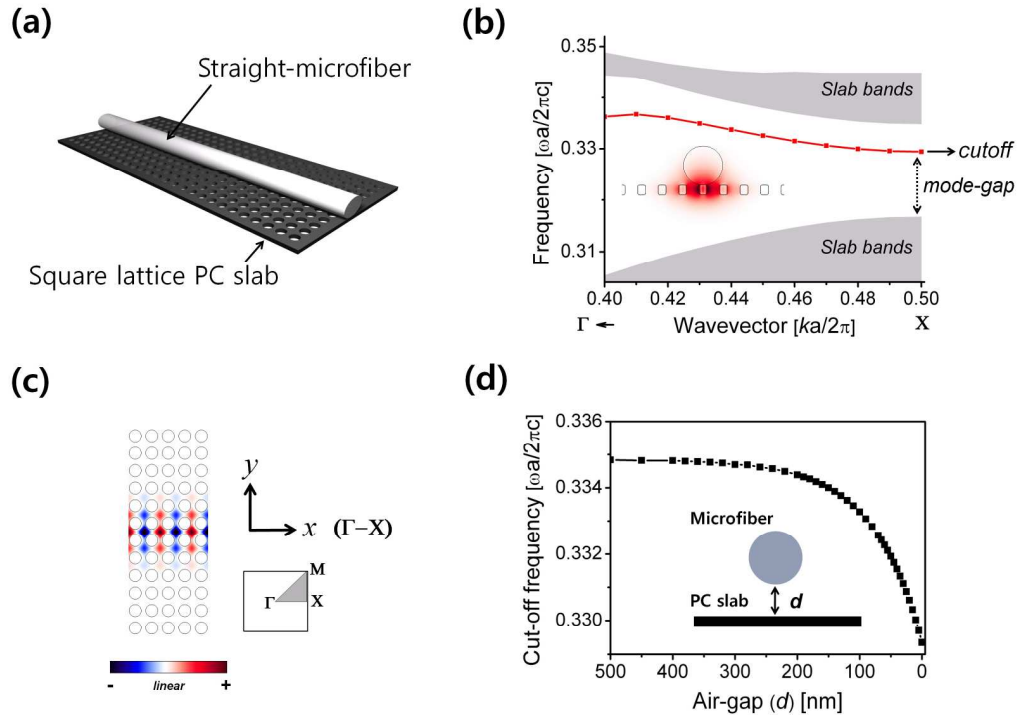 (a)
Straight-microfiber
Square lattice PC slab
(b)
Frequency [ωa/2πc]
0.35
0.33
0.31
Slab bands
cutoff
mode-gap
Slab bands
0.40 0.42 0.44 0.46 0.48 0.50
Γ Wavevector [ka/2π] X
(c)
y
x (Γ−X)
M
Γ X
- linear +
(d)
Cut-off frequency [ωa/2πc]
0.336
0.334
0.332
0.330
Microfiber
PC slab d
500 400 300 200 100 0
Air-gap (d) [nm]